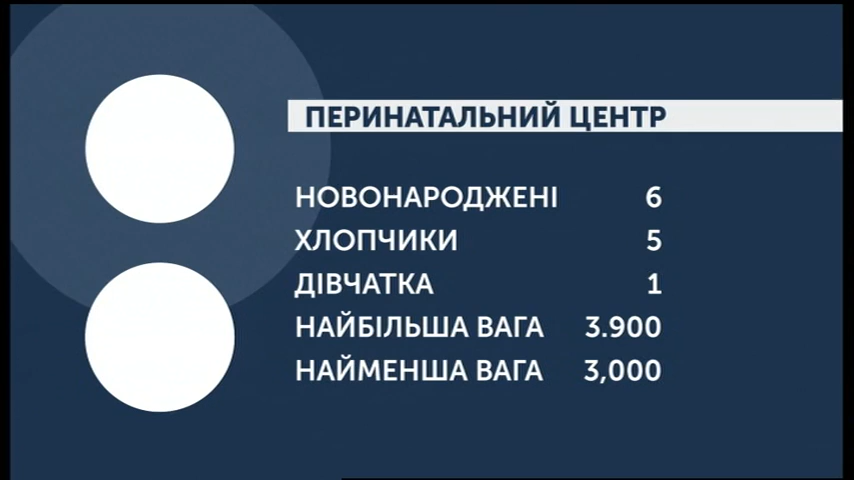 ПЕРИНАТАЛЬНИЙ ЦЕНТР
НОВОНАРОДЖЕНІ 6
ХЛОПЧИКИ 5
ДІВЧАТКА 1
НАЙБІЛЬША ВАГА 3.900
НАЙМЕНША ВАГА 3,000